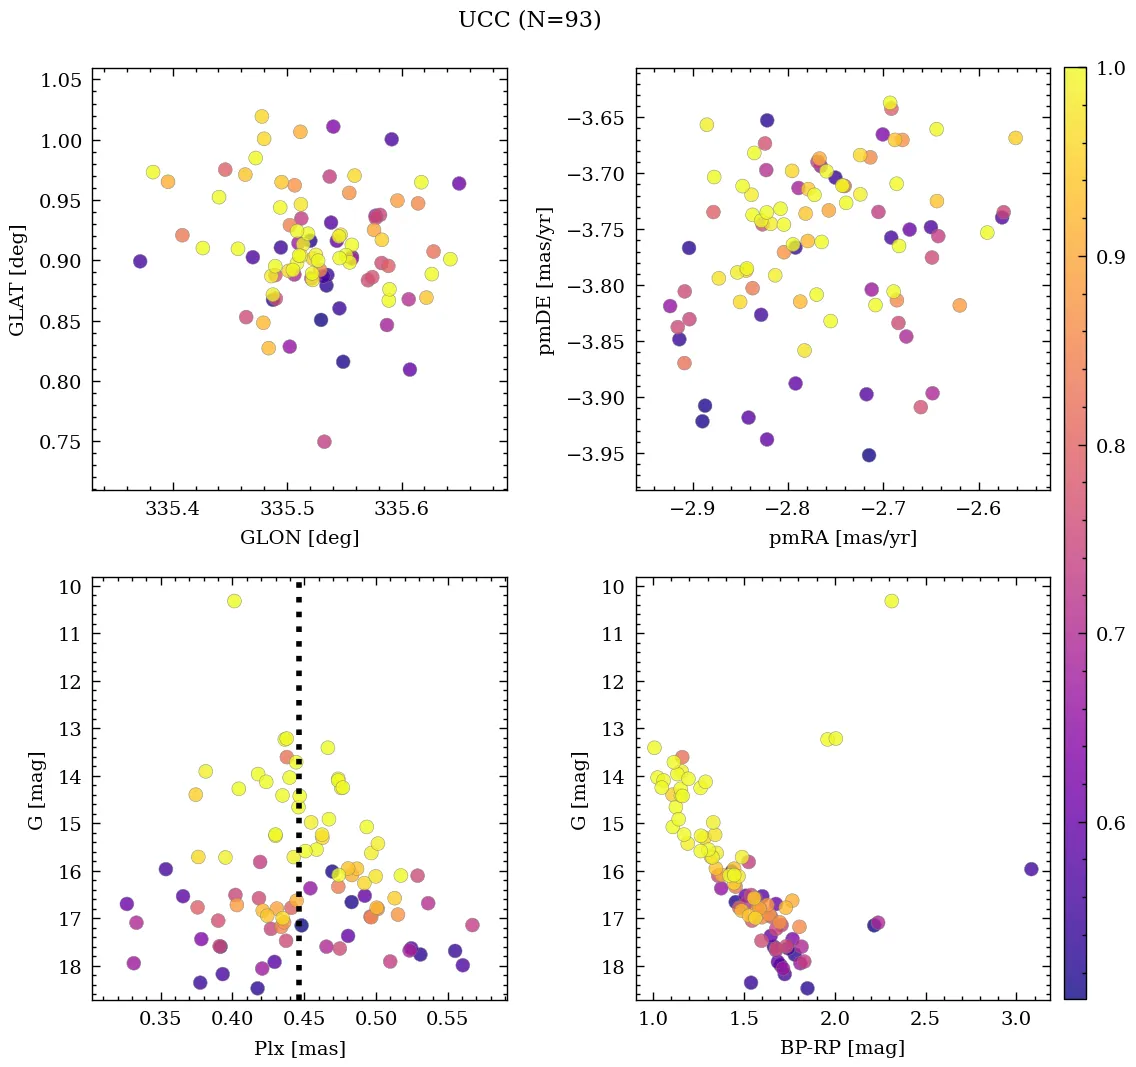 UCC (N=93)
1.05
1.00
0.95
0.90
0.85
0.80
0.75
GLAT [deg]
335.4 335.5 335.6
GLON [deg]
−3.65
−3.70
−3.75
−3.80
−3.85
−3.90
−3.95
pmDE [mas/yr]
−2.9 −2.8 −2.7 −2.6
pmRA [mas/yr]
10
11
12
13
14
15
16
17
18
G [mag]
0.35 0.40 0.45 0.50 0.55
Plx [mas]
10
11
12
13
14
15
16
17
18
G [mag]
1.0 1.5 2.0 2.5 3.0
BP-RP [mag]
1.0
0.9
0.8
0.7
0.6